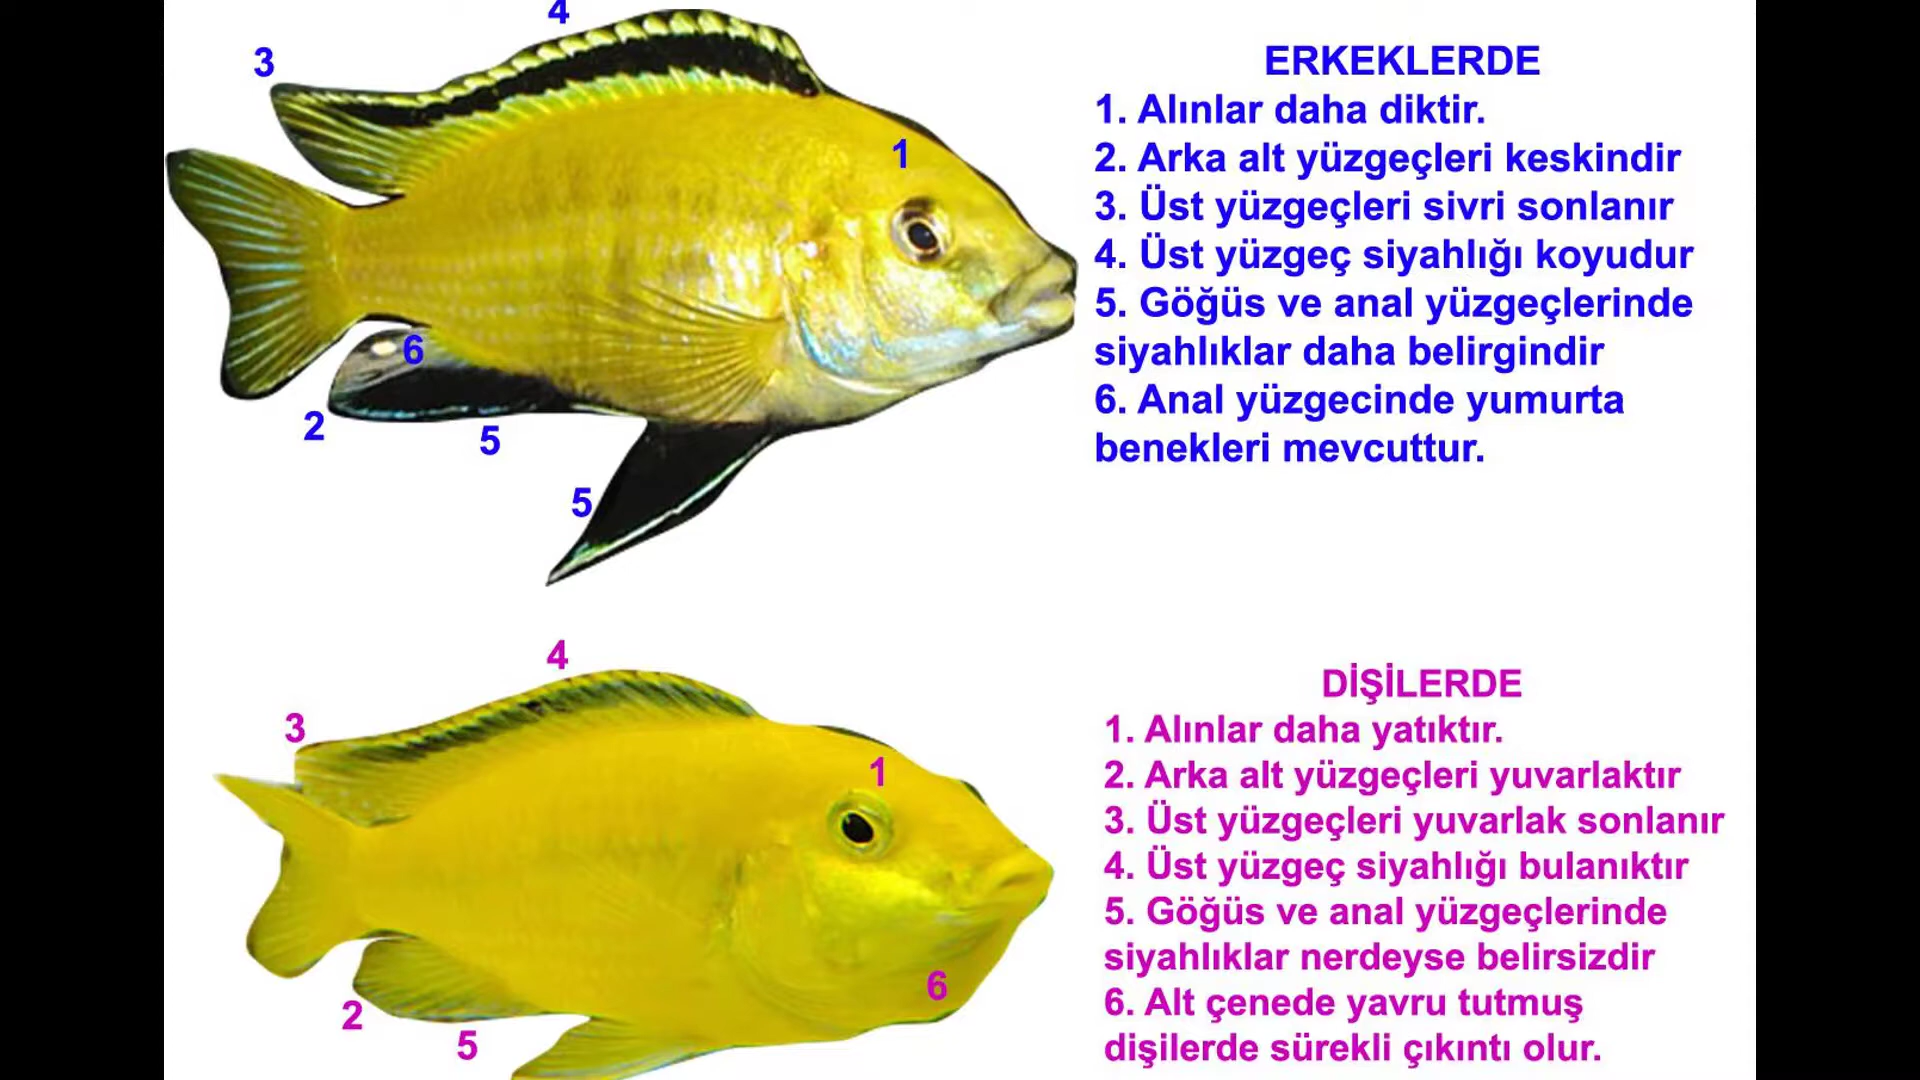 4
3
1
6
2
5
5
ERKEKLERDE
1. Alınlar daha diktir.
2. Arka alt yüzgeçleri keskindir
3. Üst yüzgeçleri sivri sonlanır
4. Üst yüzgeç siyahlığı koyudur
5. Göğüs ve anal yüzgeçlerinde
siyahlıklar daha belirgindir
6. Anal yüzgecinde yumurta
benekleri mevcuttur.
4
3
1
6
2
5
DİŞİLERDE
1. Alınlar daha yatıktır.
2. Arka alt yüzgeçleri yuvarlaktır
3. Üst yüzgeçleri yuvarlak sonlanır
4. Üst yüzgeç siyahlığı bulanıktır
5. Göğüs ve anal yüzgeçlerinde
siyahlıklar nerdeyse belirsizdir
6. Alt çenede yavru tutmuş
dişilerde sürekli çıkıntı olur.